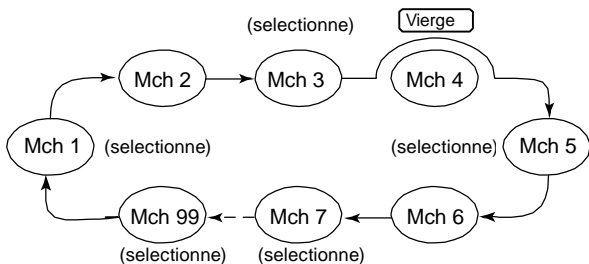 Vierge
(selectionne)
Mch 2
Mch 3
Mch 4
Mch 1
(selectionne)
(selectionne)
Mch 5
Mch 99
Mch 7
Mch 6
(selectionne)
(selectionne)